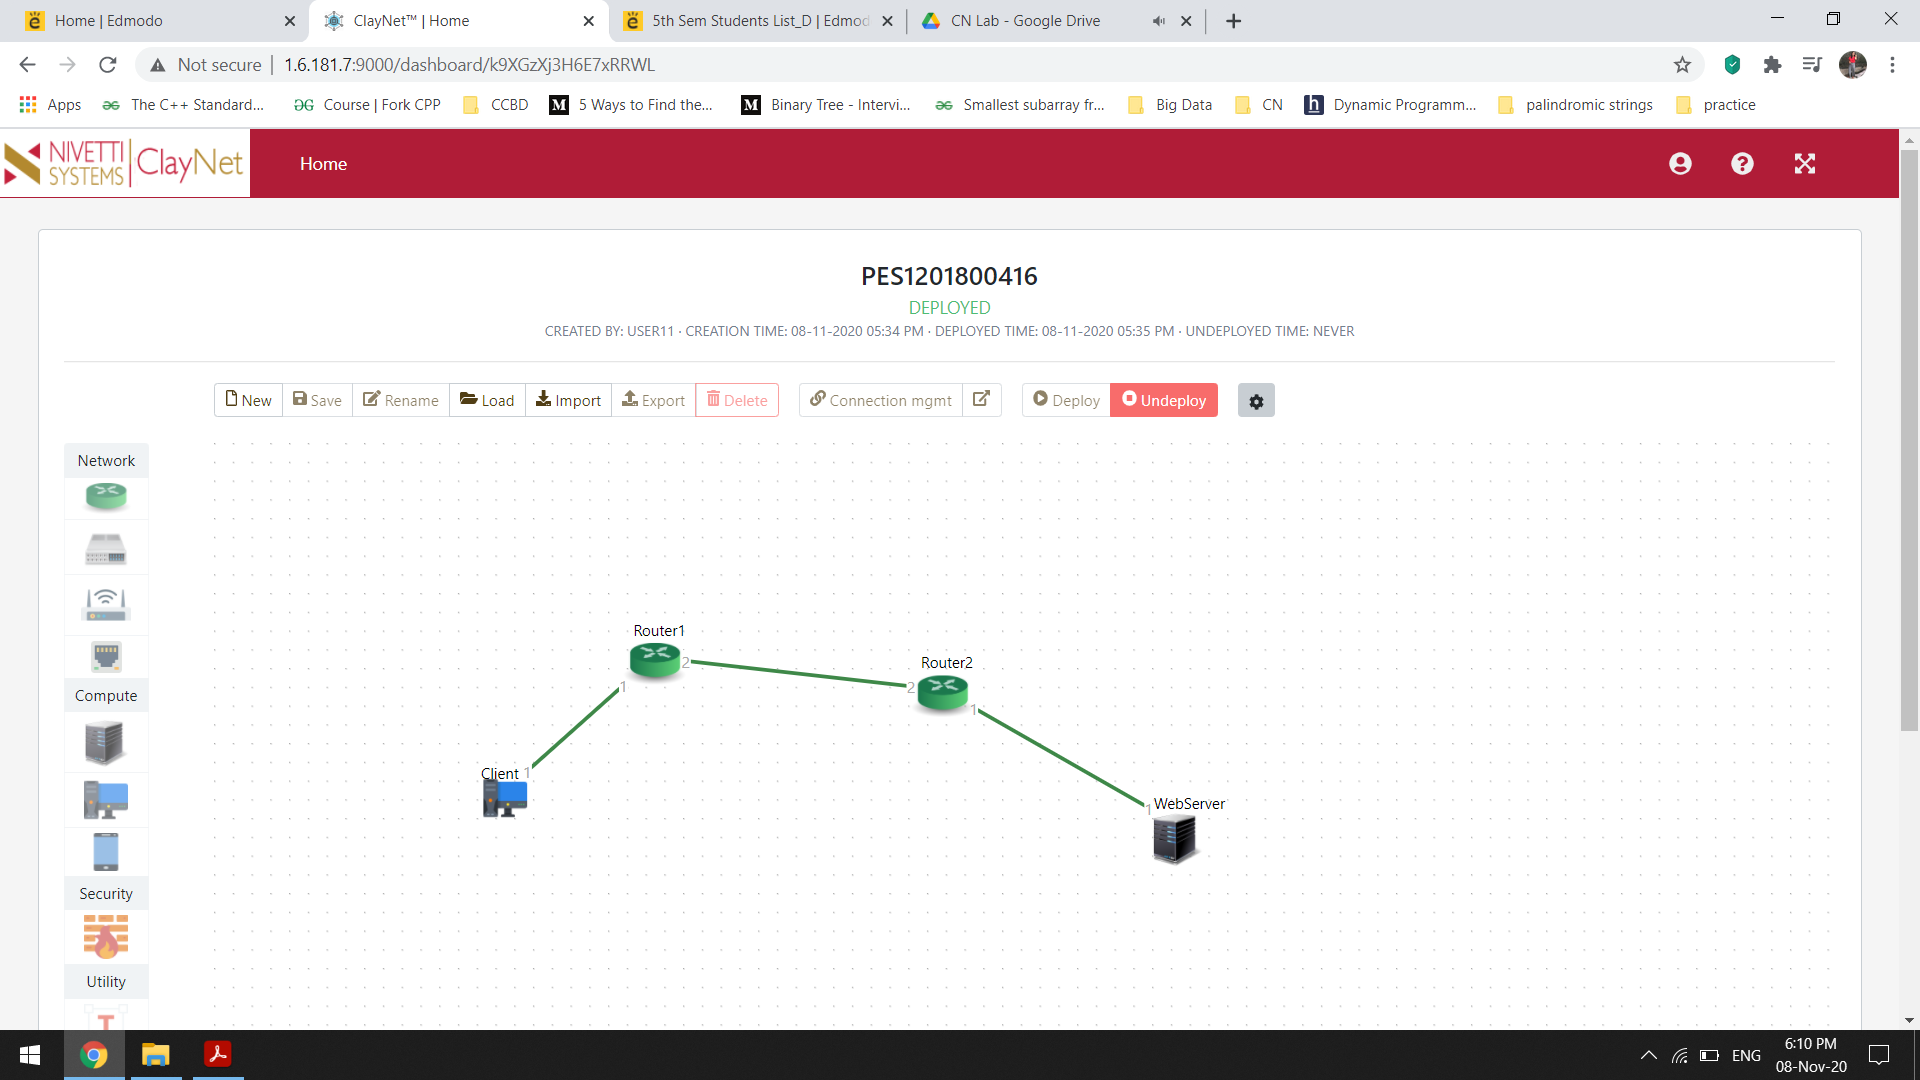 Home | Edmodo
ClayNet™ | Home
5th Sem Students List_D | Edmod
CN Lab - Google Drive
Not secure | 1.6.181.7:9000/dashboard/k9XGzXj3H6E7xRRWL
Apps The C++ Standard... Course | Fork CPP CCBD 5 Ways to Find the... Binary Tree - Intervi... Smallest subarray fr... Big Data CN Dynamic Programm... palindromic strings practice
NIVETTI SYSTEMS | ClayNet
Home
PES1201800416
DEPLOYED
CREATED BY: USER11 · CREATION TIME: 08-11-2020 05:34 PM · DEPLOYED TIME: 08-11-2020 05:35 PM · UNDEPLOYED TIME: NEVER
New Save Rename Load Import Export Delete Connection mgmt Deploy Undeploy
Network
Compute
Security
Utility
T
Router1
2
1
Router2
2
1
Client 1
1 WebServer
ENG
6:10 PM
08-Nov-20